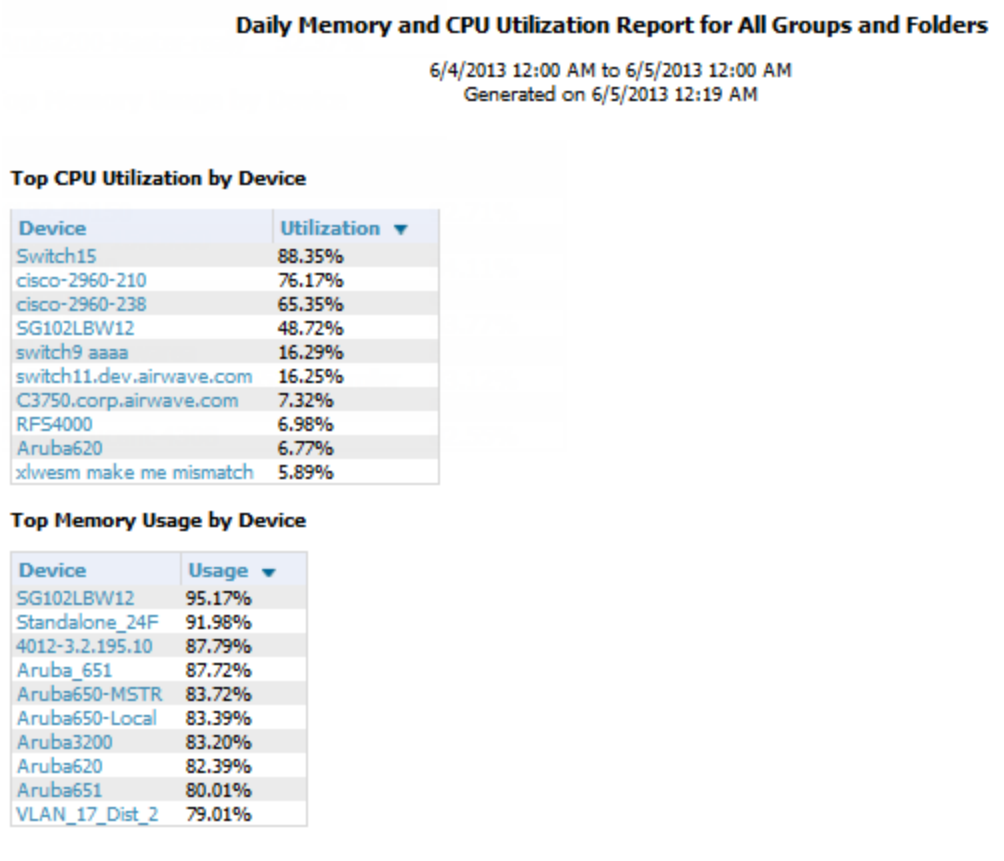 Daily Memory and CPU Utilization Report for All Groups and Folders
6/4/2013 12:00 AM to 6/5/2013 12:00 AM
Generated on 6/5/2013 12:19 AM
Top CPU Utilization by Device
Device Utilization ▼
Switch15 88.35%
cisco-2960-210 76.17%
cisco-2960-238 65.35%
SG102LBW12 48.72%
switch9 aaaa 16.29%
switch11.dev.airwave.com 16.25%
C3750.corp.airwave.com 7.32%
RFS4000 6.98%
Aruba620 6.77%
xlwesm make me mismatch 5.89%
Top Memory Usage by Device
Device Usage ▼
SG102LBW12 95.17%
Standalone_24F 91.98%
4012-3.2.195.10 87.79%
Aruba_651 87.72%
Aruba650-MSTR 83.72%
Aruba650-Local 83.39%
Aruba3200 83.20%
Aruba620 82.39%
Aruba651 80.01%
VLAN_17_Dist_2 79.01%